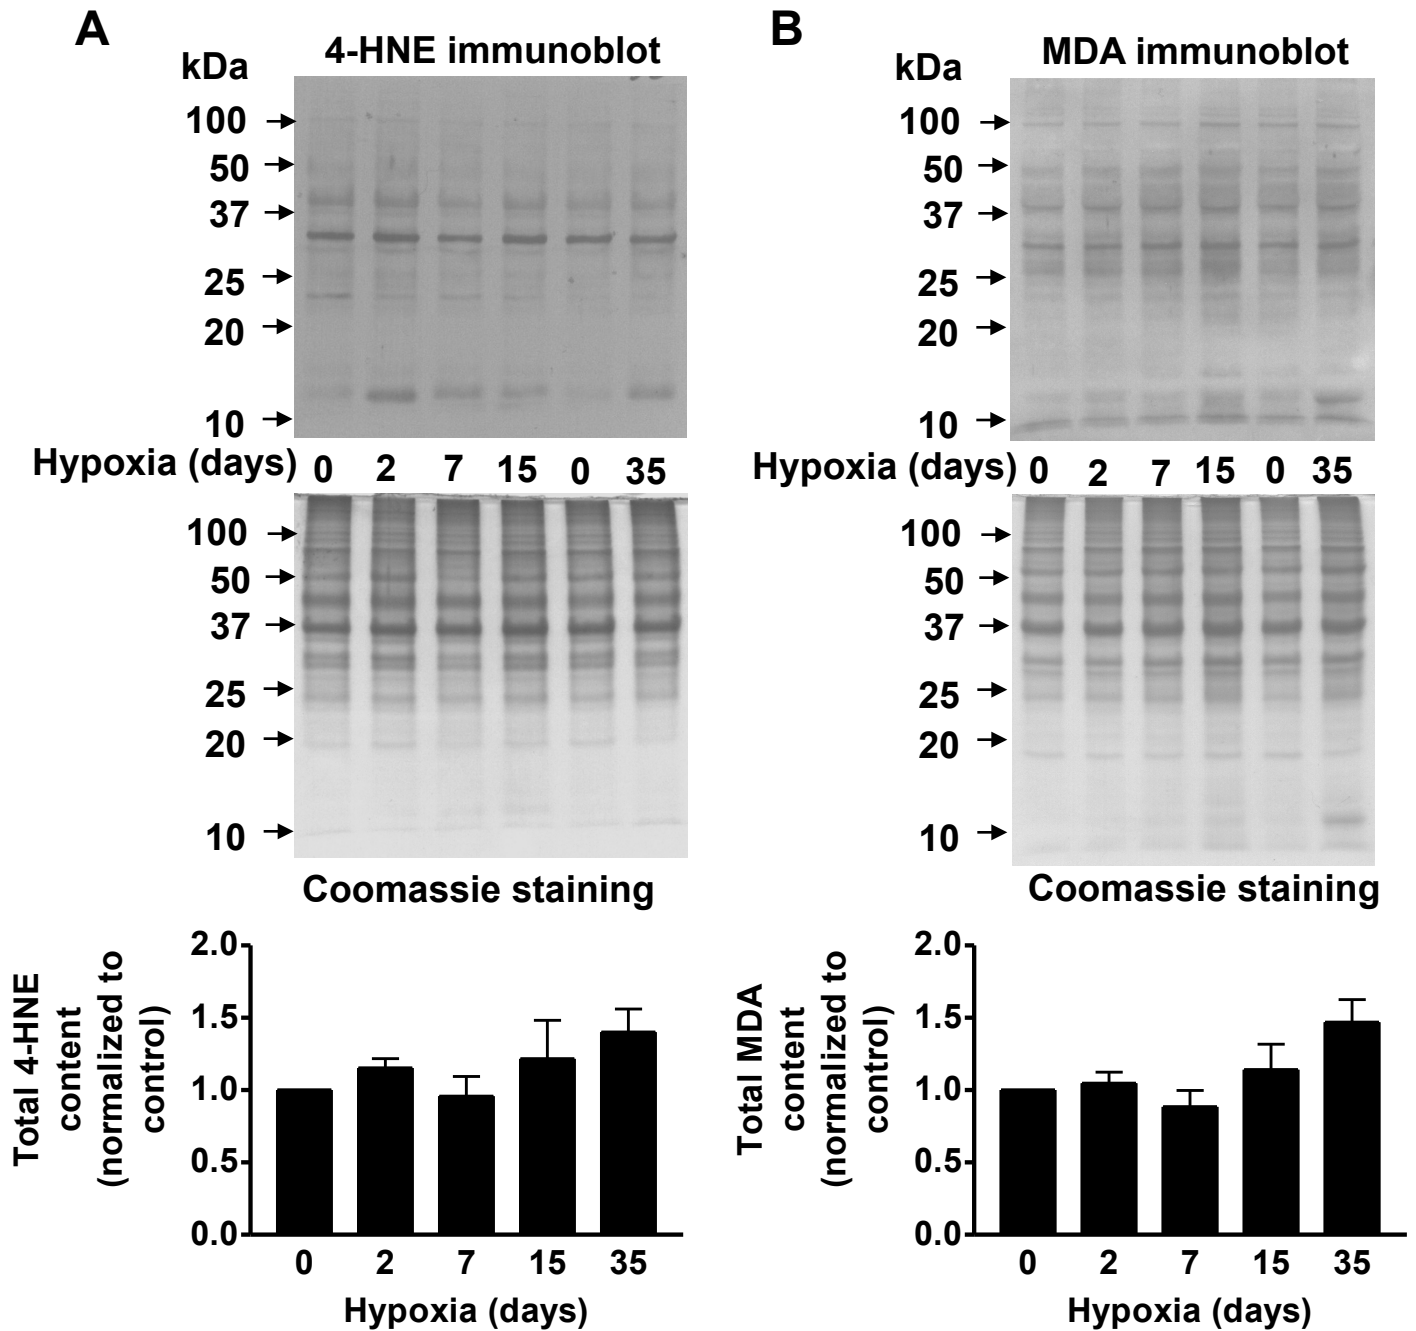 A
4-HNE immunoblot
kDa
100
50
37
25
20
10
Hypoxia (days) 0 2 7 15 0 35
100
50
37
25
20
10
Coomassie staining
Total 4-HNE
content
(normalized to
control)
2.0
1.5
1.0
0.5
0.0
0 2 7 15 35
Hypoxia (days)
B
MDA immunoblot
kDa
100
50
37
25
20
10
Hypoxia (days) 0 2 7 15 0 35
100
50
37
25
20
10
Coomassie staining
Total MDA
content
(normalized to
control)
2.0
1.5
1.0
0.5
0.0
0 2 7 15 35
Hypoxia (days)